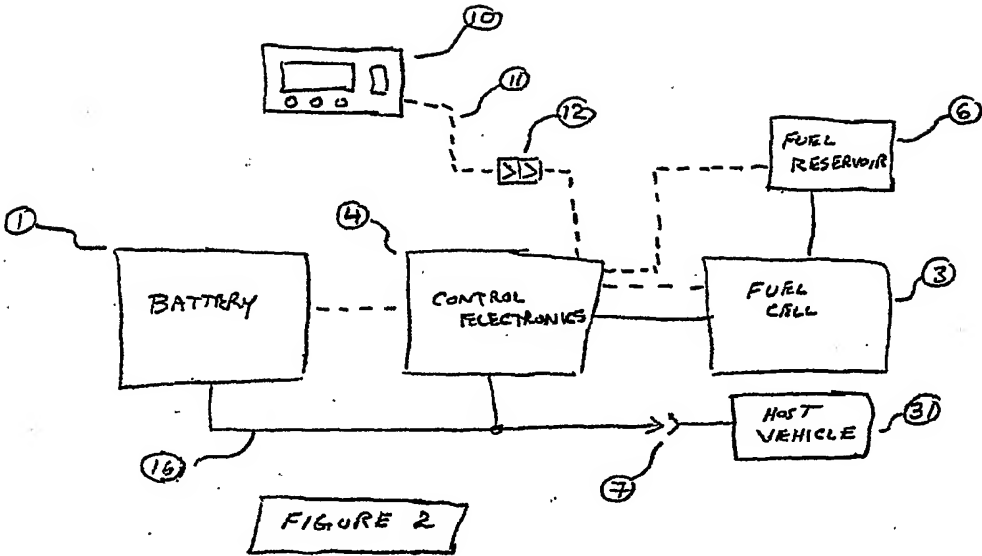 10
11
12
6
FUEL
RESERVOIR
1
4
BATTERY
CONTROL
ELECTRONICS
FUEL
CELL
3
HOST
VEHICLE
31
16
7
FIGURE 2